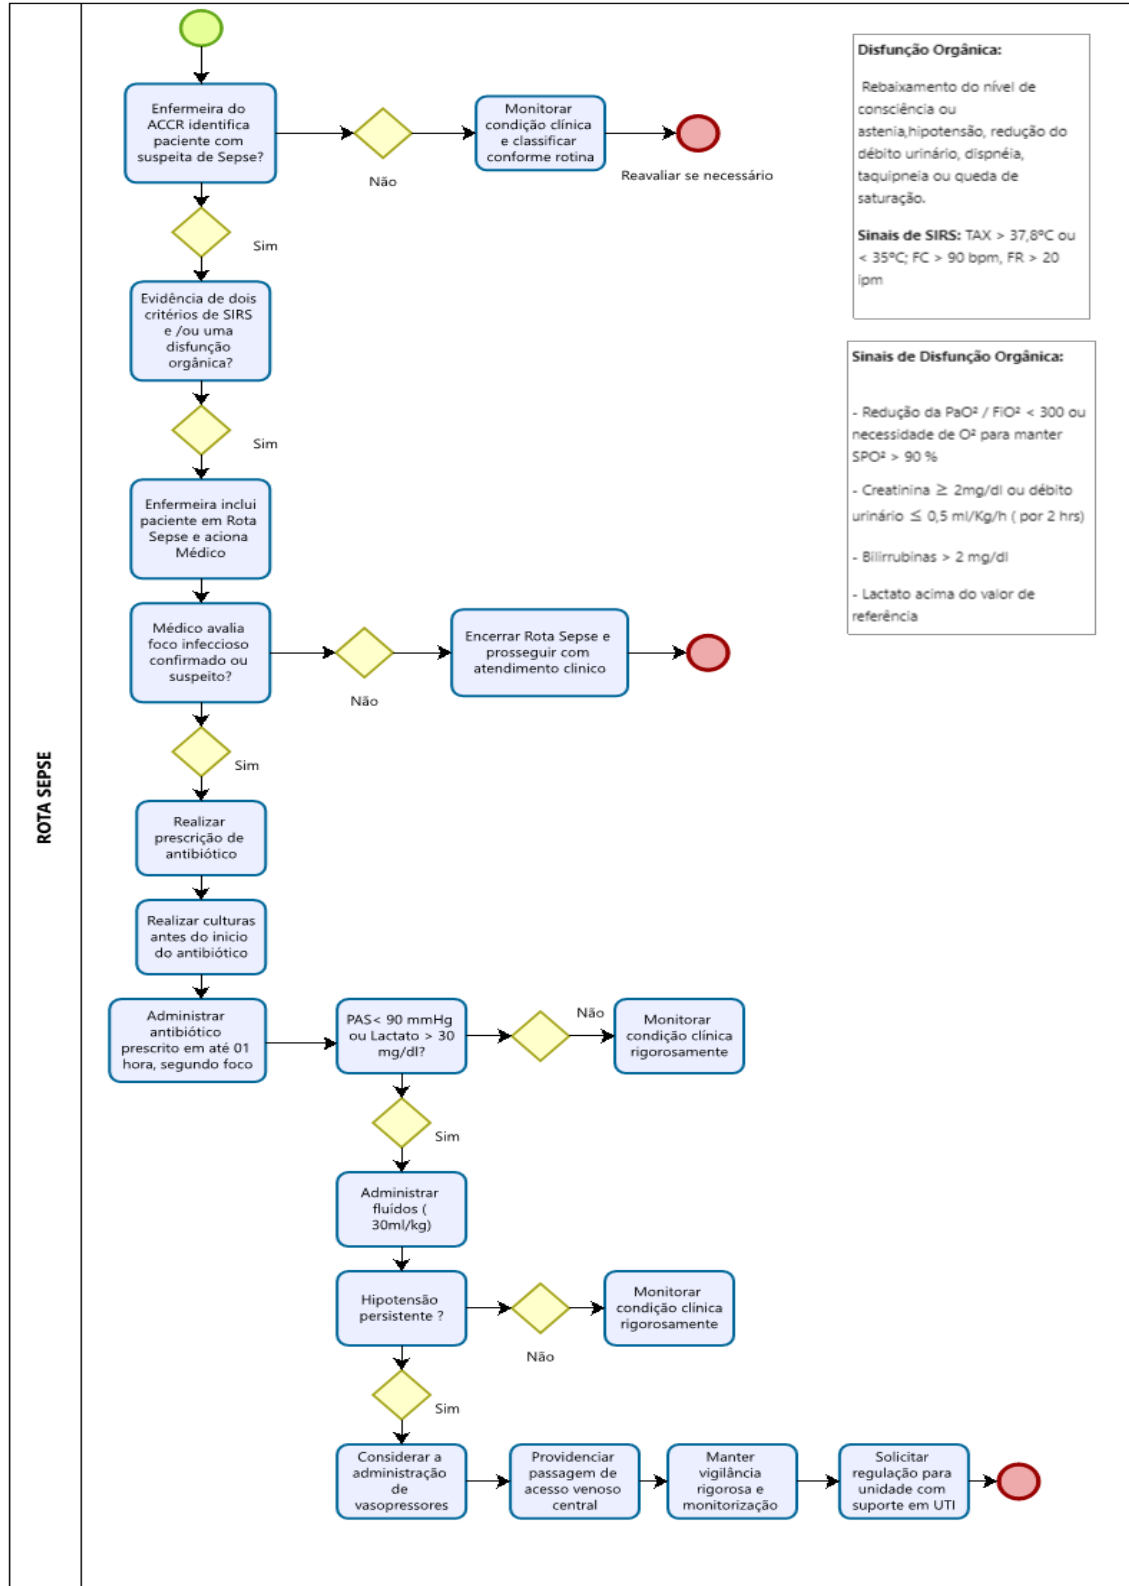 ROTA SEPSE
Enfermeira do
ACCR identifica
paciente com
suspeita de Sepse?
Não
Monitorar
condição clínica
e classificar
conforme rotina
Reavaliar se necessário
Sim
Evidência de dois
critérios de SIRS
e /ou uma
disfunção
orgânica?
Sim
Enfermeira inclui
paciente em Rota
Sepse e aciona
Médico
Médico avalia
foco infeccioso
confirmado ou
suspeito?
Não
Encerrar Rota Sepse e
prosseguir com
atendimento clinico
Sim
Realizar
prescrição de
antibiótico
Realizar culturas
antes do inicio
do antibiótico
Administrar
antibiótico
prescrito em até 01
hora, segundo foco
PAS< 90 mmHg
ou Lactato > 30
mg/dl?
Não
Monitorar
condição clínica
rigorosamente
Sim
Administrar
fluídos (
30ml/kg)
Hipotensão
persistente ?
Não
Monitorar
condição clínica
rigorosamente
Sim
Considerar a
administração
de
vasopressores
Providenciar
passagem de
acesso venoso
central
Manter
vigilância
rigorosa e
monitorização
Solicitar
regulação para
unidade com
suporte em UTI
Disfunção Orgânica:
Rebaixamento do nível de
consciência ou
astenia,hipotensão, redução do
débito urinário, dispnéia,
taquipneia ou queda de
saturação.
Sinais de SIRS: TAX > 37,8ºC ou
< 35ºC; FC > 90 bpm, FR > 20
ipm
Sinais de Disfunção Orgânica:
- Redução da PaO² / FiO² < 300 ou
necessidade de O² para manter
SPO² > 90 %
- Creatinina ≥ 2mg/dl ou débito
urinário ≤ 0,5 ml/Kg/h ( por 2 hrs)
- Bilirrubinas > 2 mg/dl
- Lactato acima do valor de
referência